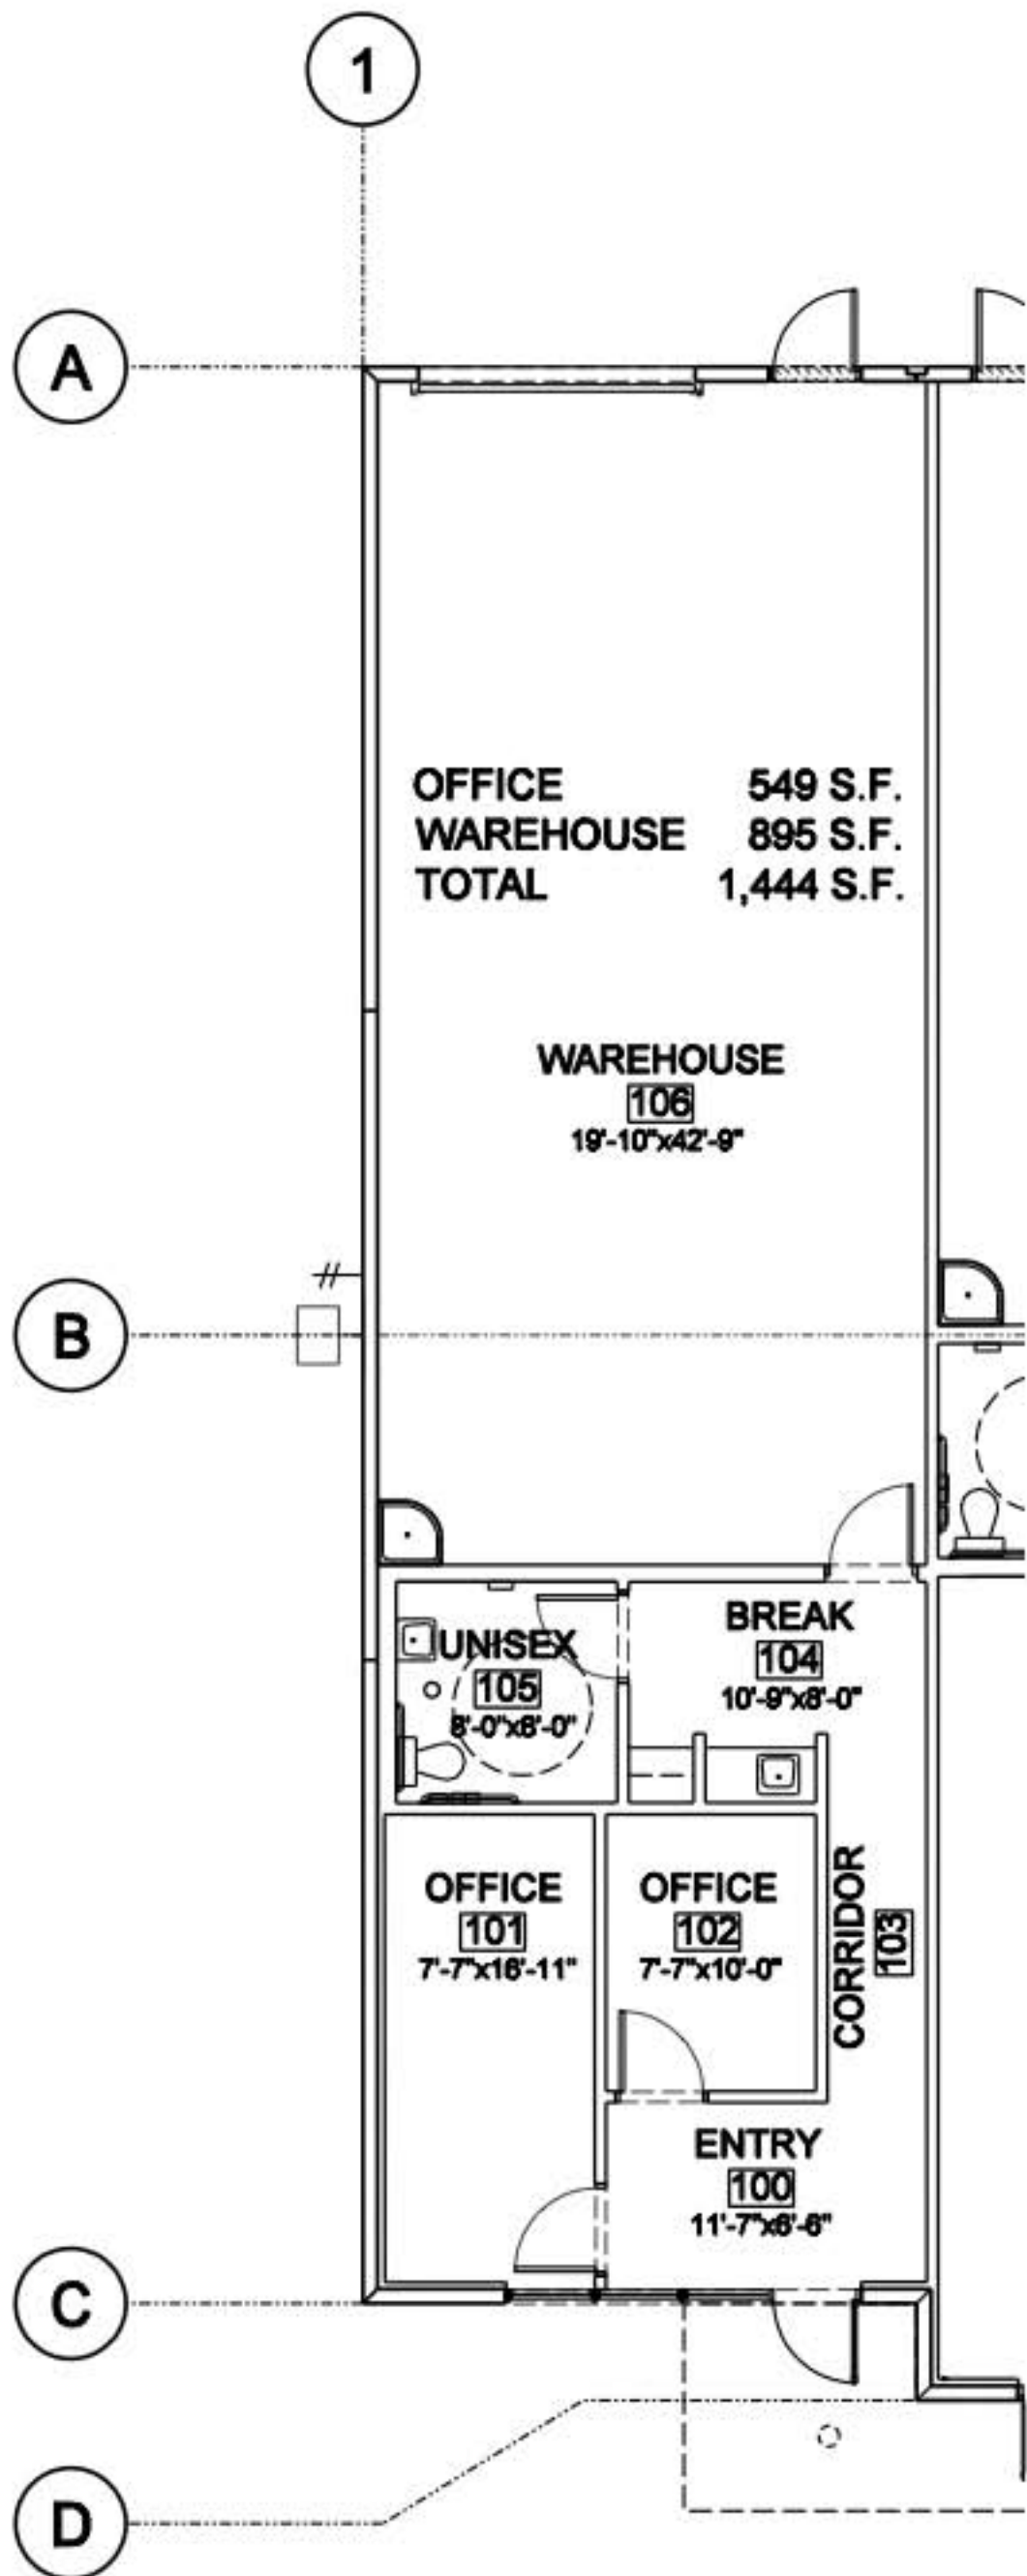 1
A
OFFICE 549 S.F.
WAREHOUSE 895 S.F.
TOTAL 1,444 S.F.
WAREHOUSE
106
19'-10"x42'-9"
B
BREAK
104
10'-9"x8'-0"
UNISEX
105
8'-0"x8'-0"
OFFICE
101
7'-7"x16'-11"
OFFICE
102
7'-7"x10'-0"
CORRIDOR
103
ENTRY
100
11'-7"x6'-6"
C
D